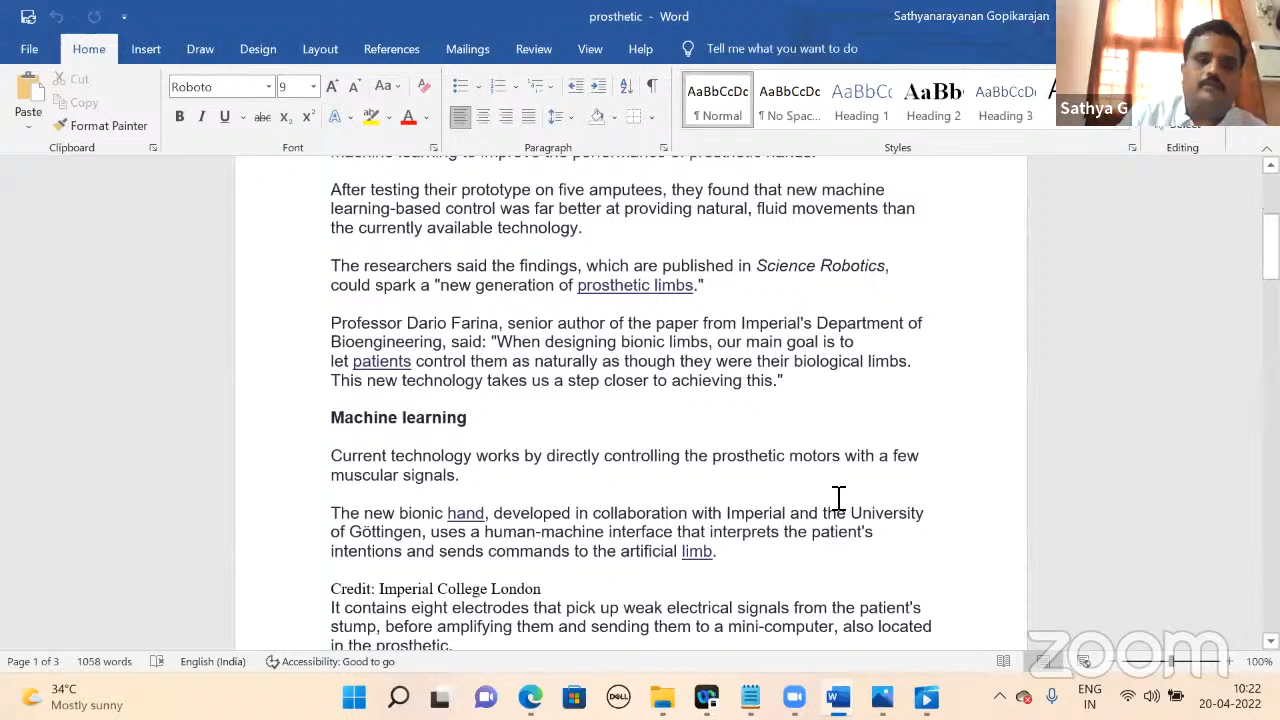 prosthetic - Word
Sathyanarayanan Gopikarajan
File Home Insert Draw Design Layout References Mailings Review View Help Tell me what you want to do
Sathya G
Paste
Cut
Copy
Format Painter
Clipboard
Roboto 9
Font
Paragraph
AaBbCcDc AaBbCcDc AaBbCc AaBb AaBbCcDc
¶ Normal ¶ No Spac... Heading 1 Heading 2 Heading 3
Styles
Editing
machine learning to improve the performance of prosthetic hands.
After testing their prototype on five amputees, they found that new machine
learning-based control was far better at providing natural, fluid movements than
the currently available technology.
The researchers said the findings, which are published in Science Robotics,
could spark a "new generation of prosthetic limbs."
Professor Dario Farina, senior author of the paper from Imperial's Department of
Bioengineering, said: "When designing bionic limbs, our main goal is to
let patients control them as naturally as though they were their biological limbs.
This new technology takes us a step closer to achieving this."
Machine learning
Current technology works by directly controlling the prosthetic motors with a few
muscular signals.
The new bionic hand, developed in collaboration with Imperial and the University
of Göttingen, uses a human-machine interface that interprets the patient's
intentions and sends commands to the artificial limb.
Credit: Imperial College London
It contains eight electrodes that pick up weak electrical signals from the patient's
stump, before amplifying them and sending them to a mini-computer, also located
in the prosthetic.
zoom
Page 1 of 3 1058 words English (India) Accessibility: Good to go 100%
34°C
Mostly sunny
DELL
ENG
IN
10:22
20-04-2022